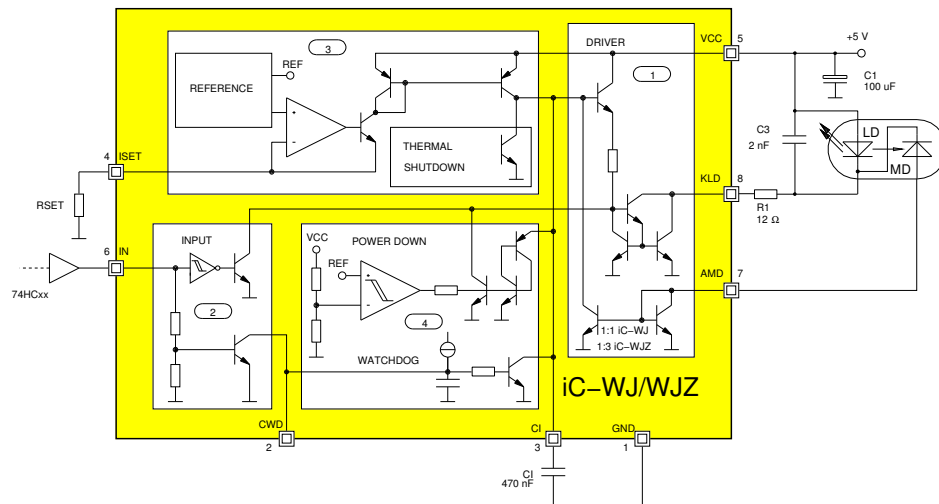 3
DRIVER
VCC
5
+5 V
REF
1
REFERENCE
C1
100 uF
+
-
THERMAL
SHUTDOWN
C3
2 nF
LD
MD
4
ISET
RSET
KLD
8
R1
12 Ω
6
IN
INPUT
VCC
POWER DOWN
REF
+
-
74HCxx
AMD
7
2
4
1:1 iC-WJ
1:3 iC-WJZ
WATCHDOG
iC-WJ/WJZ
CWD
2
CI
3
GND
1
CI
470 nF